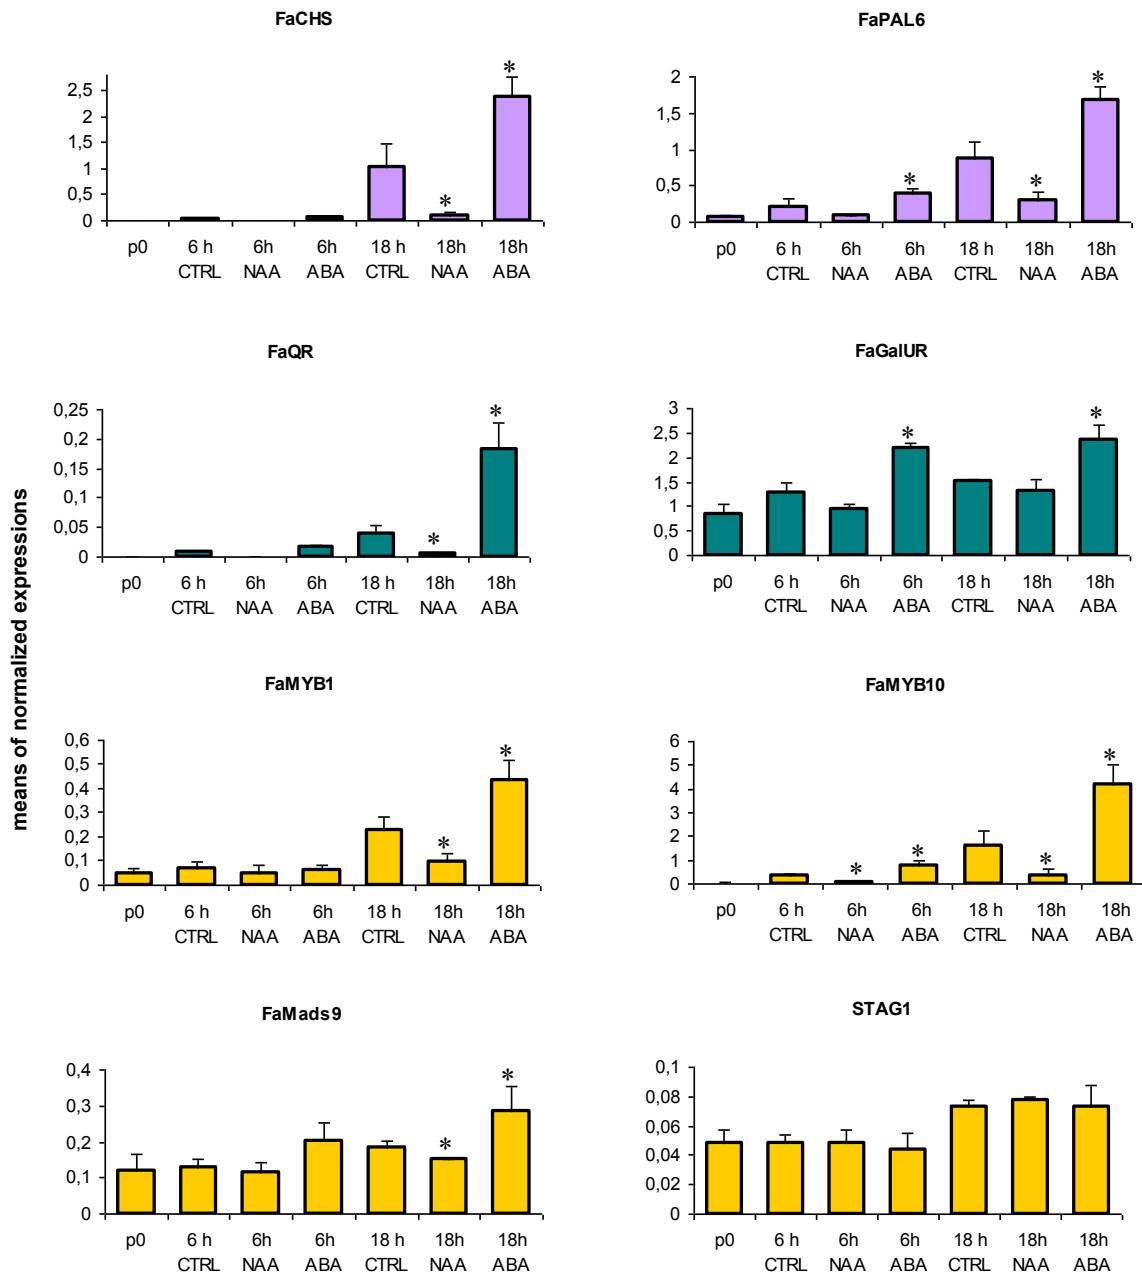 FaCHS
2,5
2
1,5
1
0,5
0
*
*
p0 6 h 6h 6h 18 h 18h 18h
CTRL NAA ABA CTRL NAA ABA
FaPAL6
2
1,5
1
0,5
0
*
*
*
p0 6 h 6h 6h 18 h 18h 18h
CTRL NAA ABA CTRL NAA ABA
means of normalized expressions
FaQR
0,25
0,2
0,15
0,1
0,05
0
*
*
p0 6 h 6h 6h 18 h 18h 18h
CTRL NAA ABA CTRL NAA ABA
FaGalUR
3
2,5
2
1,5
1
0,5
0
*
*
p0 6 h 6h 6h 18 h 18h 18h
CTRL NAA ABA CTRL NAA ABA
FaMYB1
0,6
0,5
0,4
0,3
0,2
0,1
0
*
*
p0 6 h 6h 6h 18 h 18h 18h
CTRL NAA ABA CTRL NAA ABA
FaMYB10
6
5
4
3
2
1
0
*
*
*
*
p0 6 h 6h 6h 18 h 18h 18h
CTRL NAA ABA CTRL NAA ABA
FaMads9
0,4
0,3
0,2
0,1
0
*
*
p0 6 h 6h 6h 18 h 18h 18h
CTRL NAA ABA CTRL NAA ABA
STAG1
0,1
0,08
0,06
0,04
0,02
0
p0 6 h 6h 6h 18 h 18h 18h
CTRL NAA ABA CTRL NAA ABA